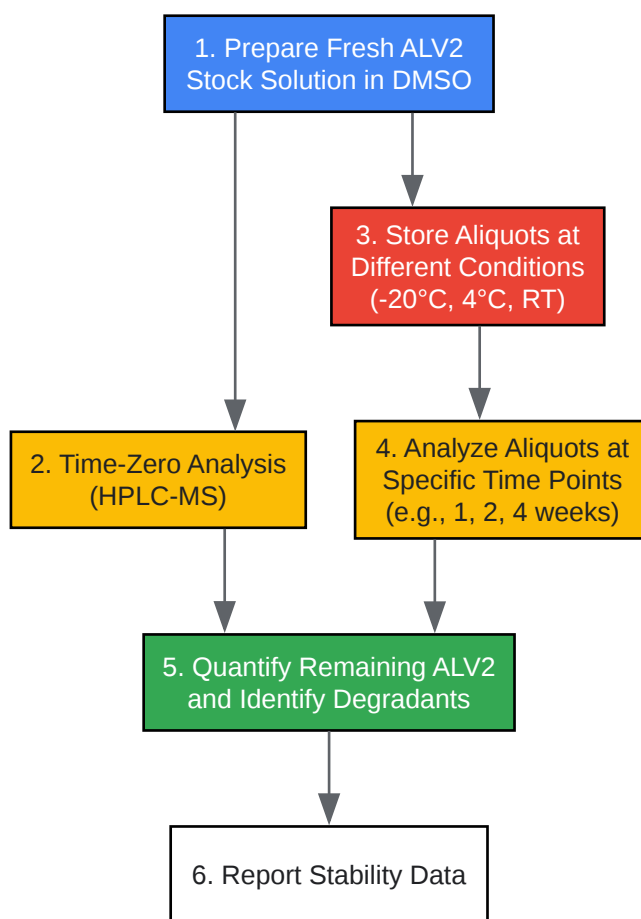 1. Prepare Fresh ALV2
Stock Solution in DMSO
3. Store Aliquots at
Different Conditions
(-20°C, 4°C, RT)
2. Time-Zero Analysis
(HPLC-MS)
4. Analyze Aliquots at
Specific Time Points
(e.g., 1, 2, 4 weeks)
5. Quantify Remaining ALV2
and Identify Degradants
6. Report Stability Data